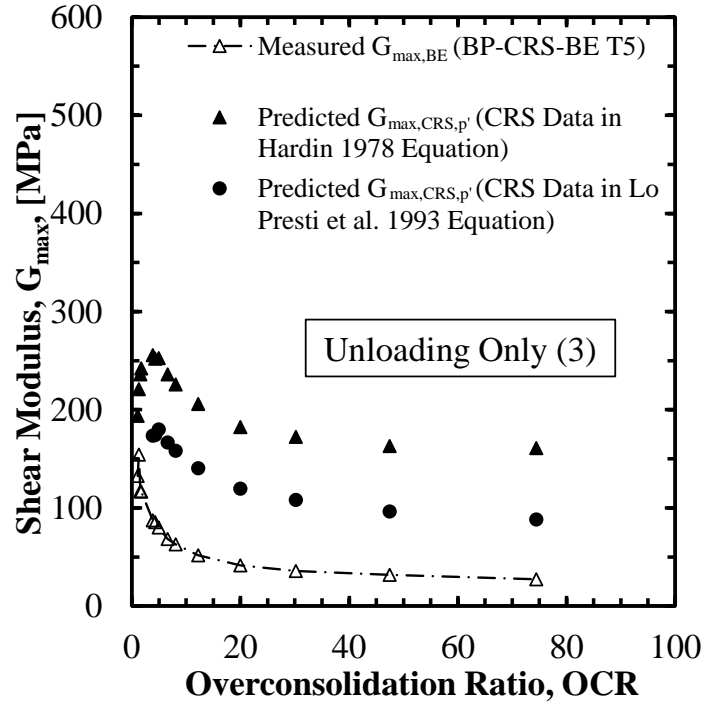 600
500
400
300
200
100
0
Shear Modulus, Gmax, [MPa]
Measured Gmax,BE (BP-CRS-BE T5)
Predicted Gmax,CRS,p' (CRS Data in
Hardin 1978 Equation)
Predicted Gmax,CRS,p' (CRS Data in Lo
Presti et al. 1993 Equation)
Unloading Only (3)
0 20 40 60 80 100
Overconsolidation Ratio, OCR